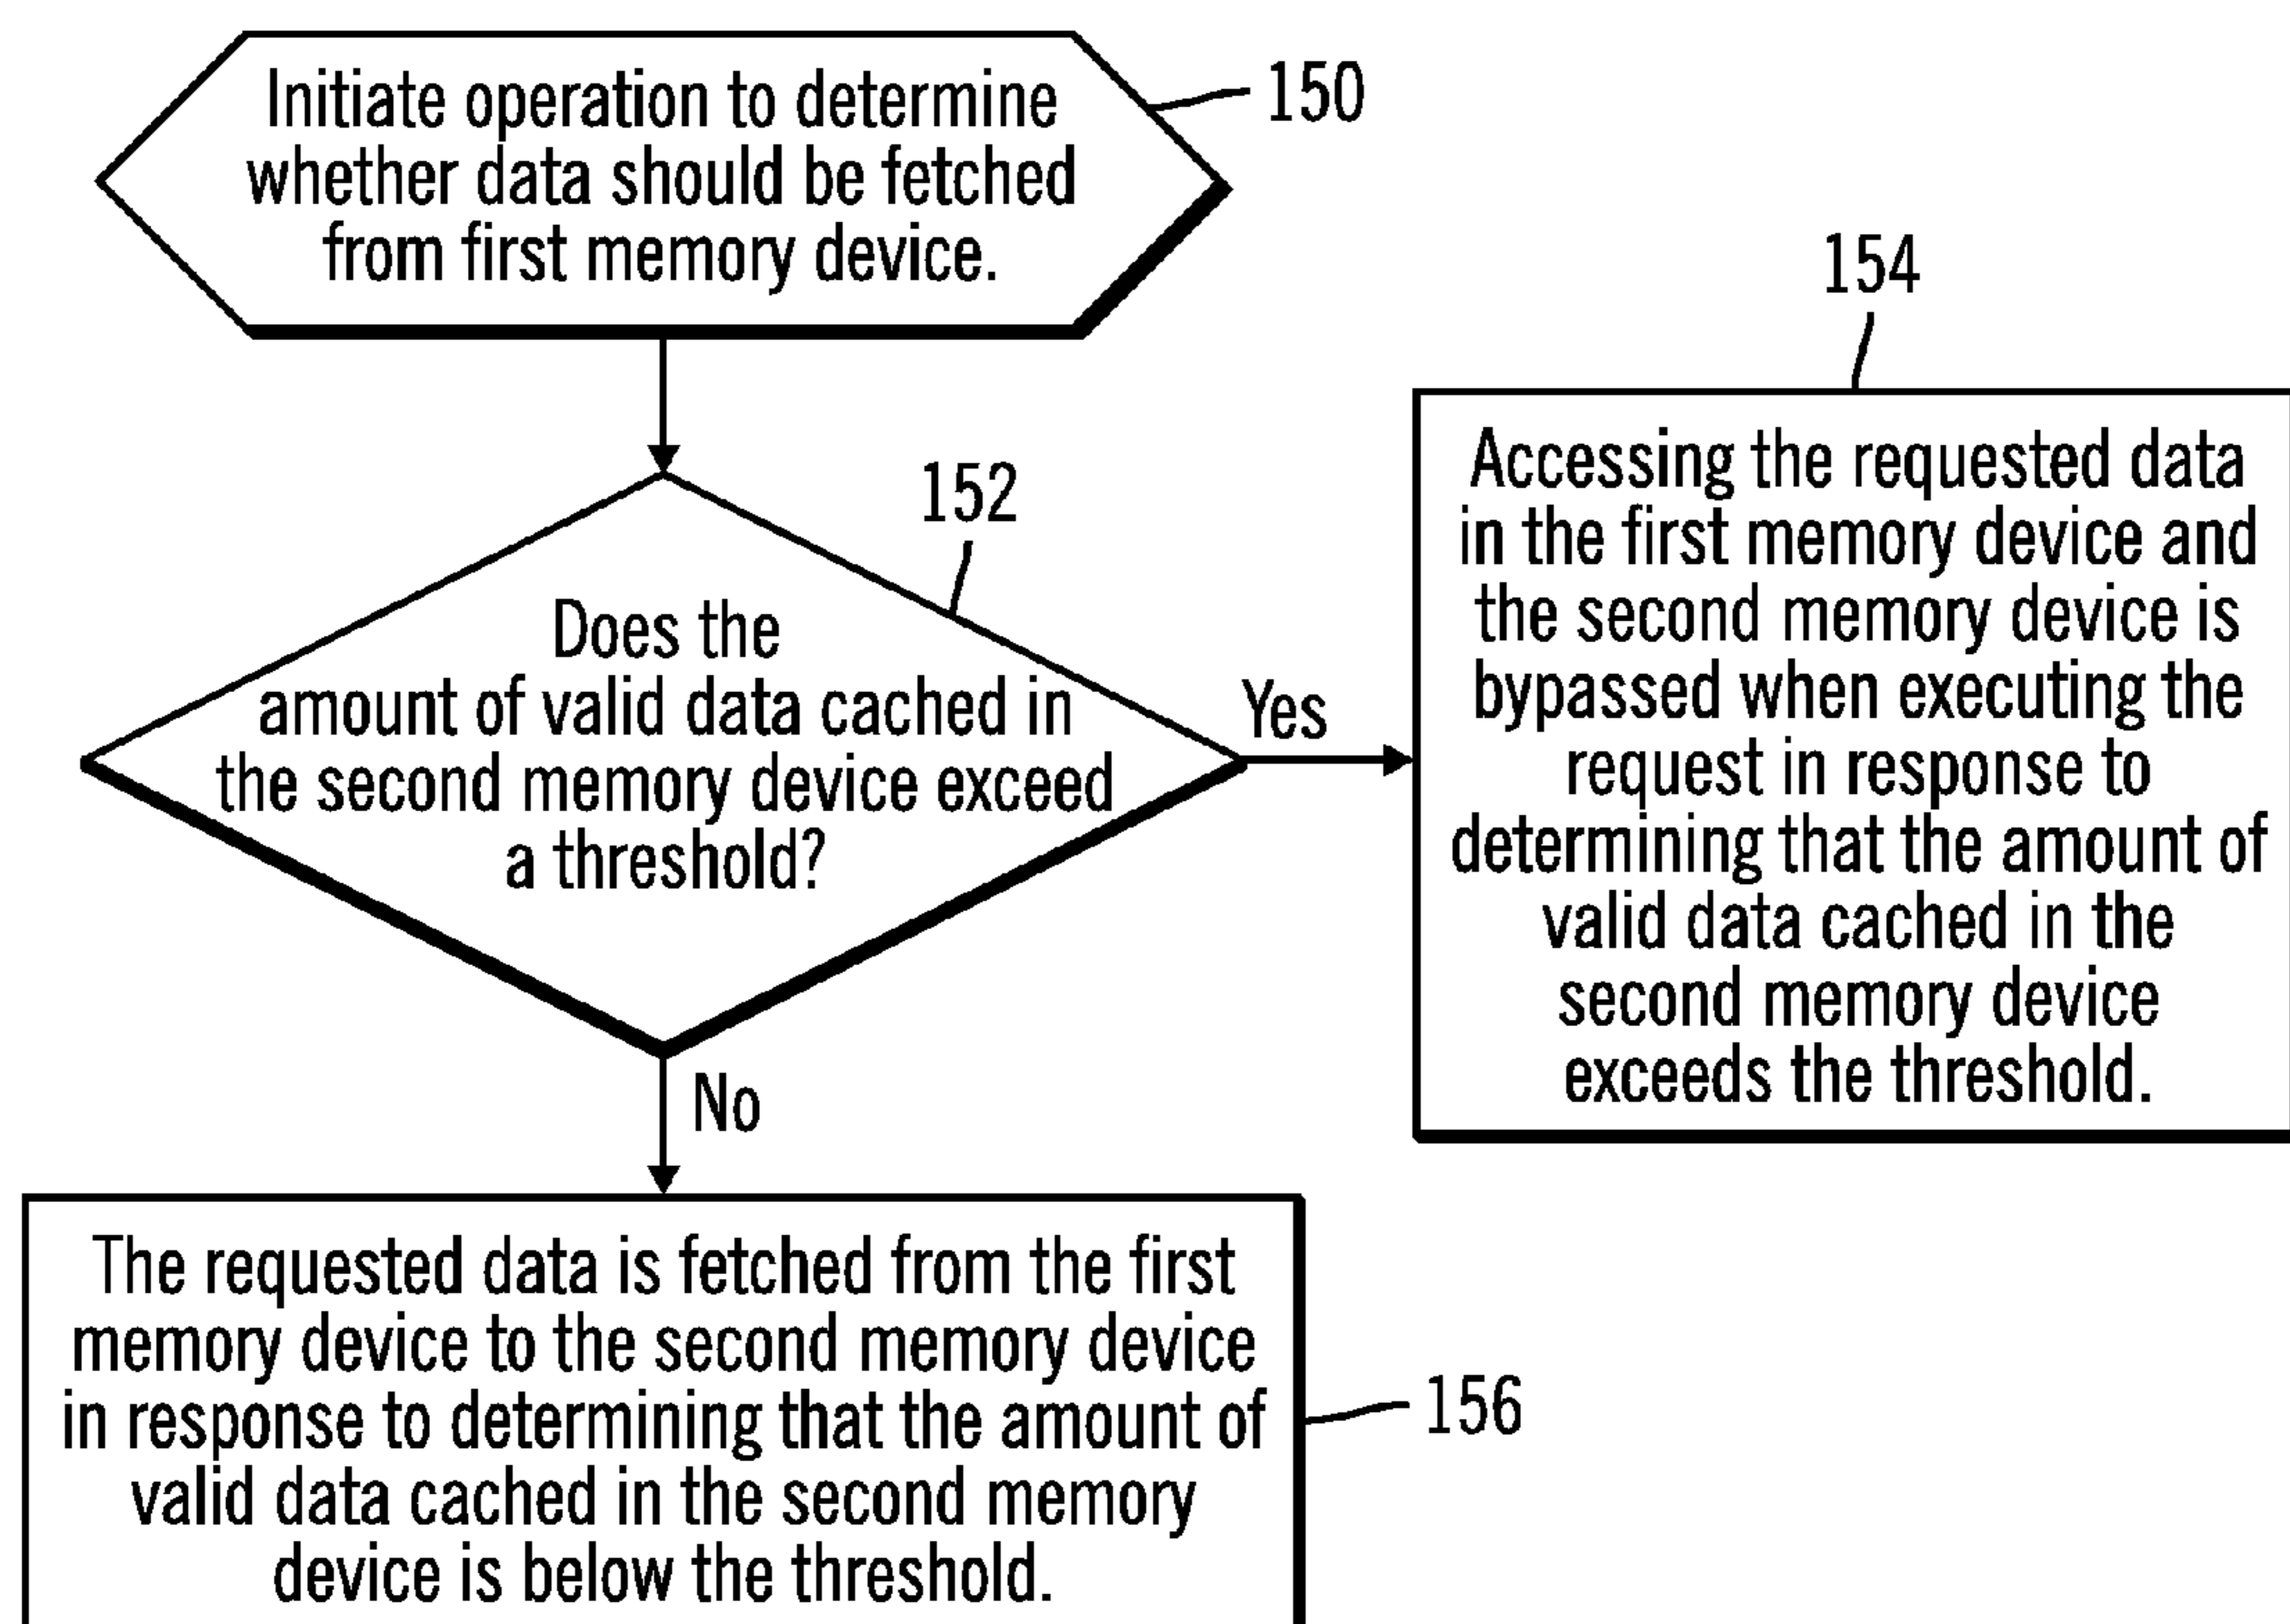 Initiate operation to determine
whether data should be fetched
from first memory device.
150
152
Does the
amount of valid data cached in
the second memory device exceed
a threshold?
Yes
154
Accessing the requested data
in the first memory device and
the second memory device is
bypassed when executing the
request in response to
determining that the amount of
valid data cached in the
second memory device
exceeds the threshold.
No
The requested data is fetched from the first
memory device to the second memory device
in response to determining that the amount of
valid data cached in the second memory
device is below the threshold.
156